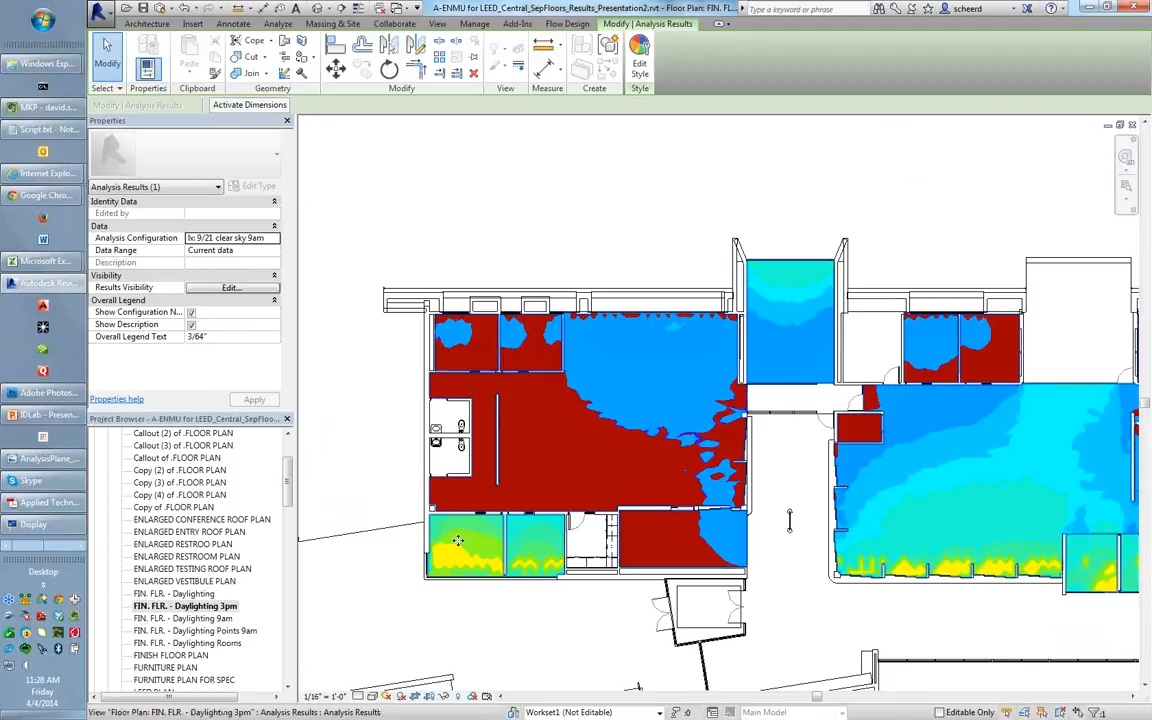 A-ENMU for LEED_Central_SepFloors_Results_Presentation2.rvt - Floor Plan: FIN. FL...
Type a keyword or phrase
scheerd
Architecture Insert Annotate Analyze Massing & Site Collaborate View Manage Add-Ins Flow Design Modify | Analysis Results
Modify
Paste
Cope
Cut
Join
Edit Style
Select Properties Clipboard Geometry Modify View Measure Create Style
Modify | Analysis Results
Activate Dimensions
Properties
Analysis Results (1)
Edit Type
Identity Data
Edited by
Data
Analysis Configuration lx: 9/21 clear sky 9am
Data Range Current data
Description
Visibility
Results Visibility Edit...
Overall Legend
Show Configuration N...
Show Description
Overall Legend Text 3/64"
Properties help
Apply
Project Browser - A-ENMU for LEED_Central_SepFloo...
Callout (2) of .FLOOR PLAN
Callout (3) of .FLOOR PLAN
Callout of .FLOOR PLAN
Copy (2) of .FLOOR PLAN
Copy (3) of .FLOOR PLAN
Copy (4) of .FLOOR PLAN
Copy of .FLOOR PLAN
ENLARGED CONFERENCE ROOF PLAN
ENLARGED ENTRY ROOF PLAN
ENLARGED RESTROO PLAN
ENLARGED RESTROOM PLAN
ENLARGED TESTING ROOF PLAN
ENLARGED VESTIBULE PLAN
FIN. FLR. - Daylighting
FIN. FLR. - Daylighting 3pm
FIN. FLR. - Daylighting 9am
FIN. FLR. - Daylighting Points 9am
FIN. FLR. - Daylighting Rooms
FINISH FLOOR PLAN
FURNITURE PLAN
FURNITURE PLAN FOR SPEC
Windows Exp...
MKP - david.s...
Script.txt - Not...
Internet Explo...
Google Chro...
Microsoft Ex...
Autodesk Revi...
Adobe Photos...
IDLab - Presen...
AnalysisPlane_...
Skype
Applied Techn...
Display
Desktop
11:28 AM
Friday
4/4/2014
1/16" = 1'-0"
View "Floor Plan: FIN. FLR. - Daylighting 3pm" : Analysis Results : Analysis Results
Workset1 (Not Editable)
:0
Main Model
Editable Only
:1